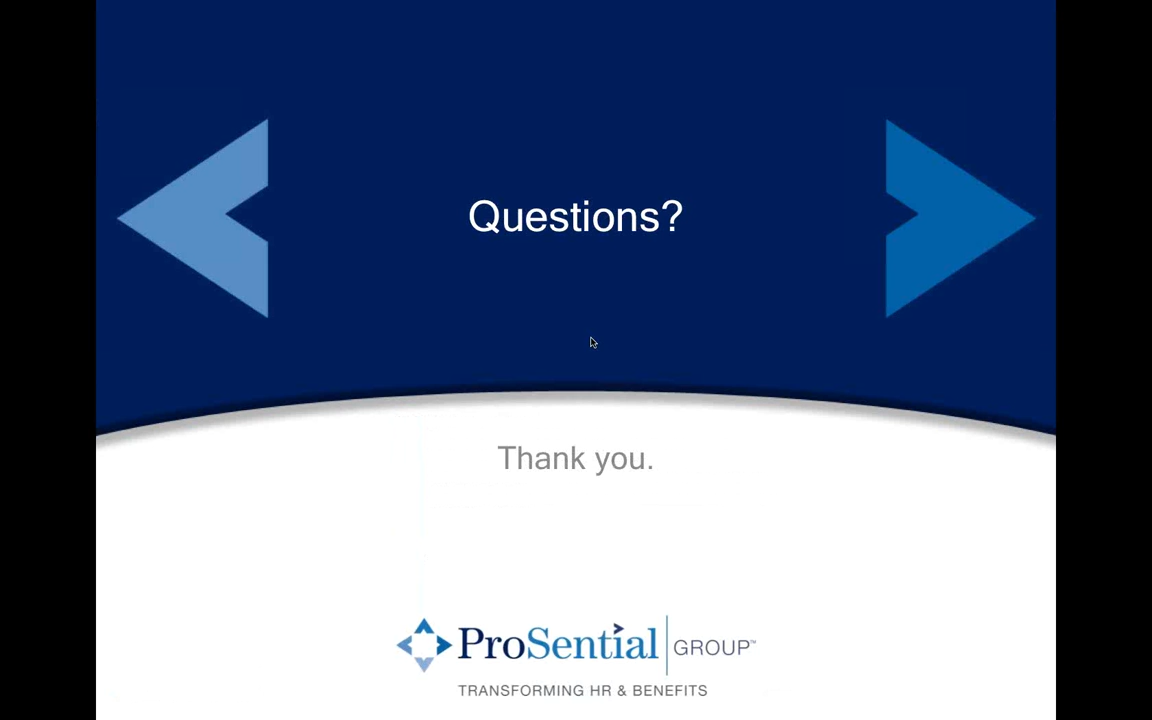 Questions?
Thank you.
ProSential GROUP™
TRANSFORMING HR & BENEFITS